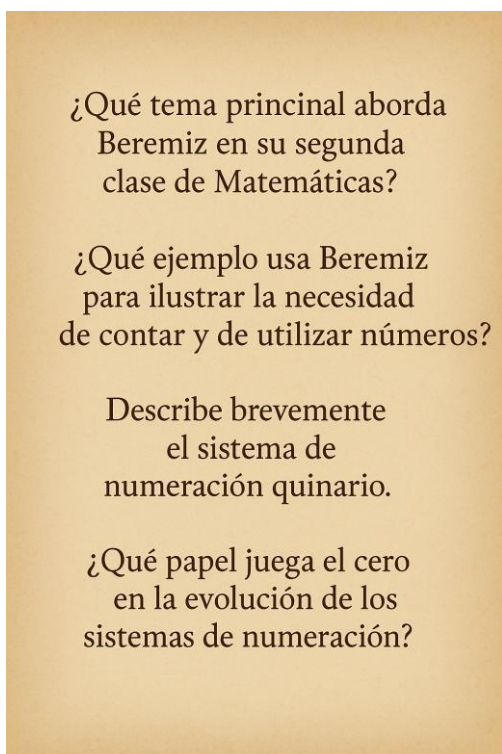 ¿Qué tema princinal aborda
Beremiz en su segunda
clase de Matemáticas?
¿Qué ejemplo usa Beremiz
para ilustrar la necesidad
de contar y de utilizar números?
Describe brevemente
el sistema de
numeración quinario.
¿Qué papel juega el cero
en la evolución de los
sistemas de numeración?